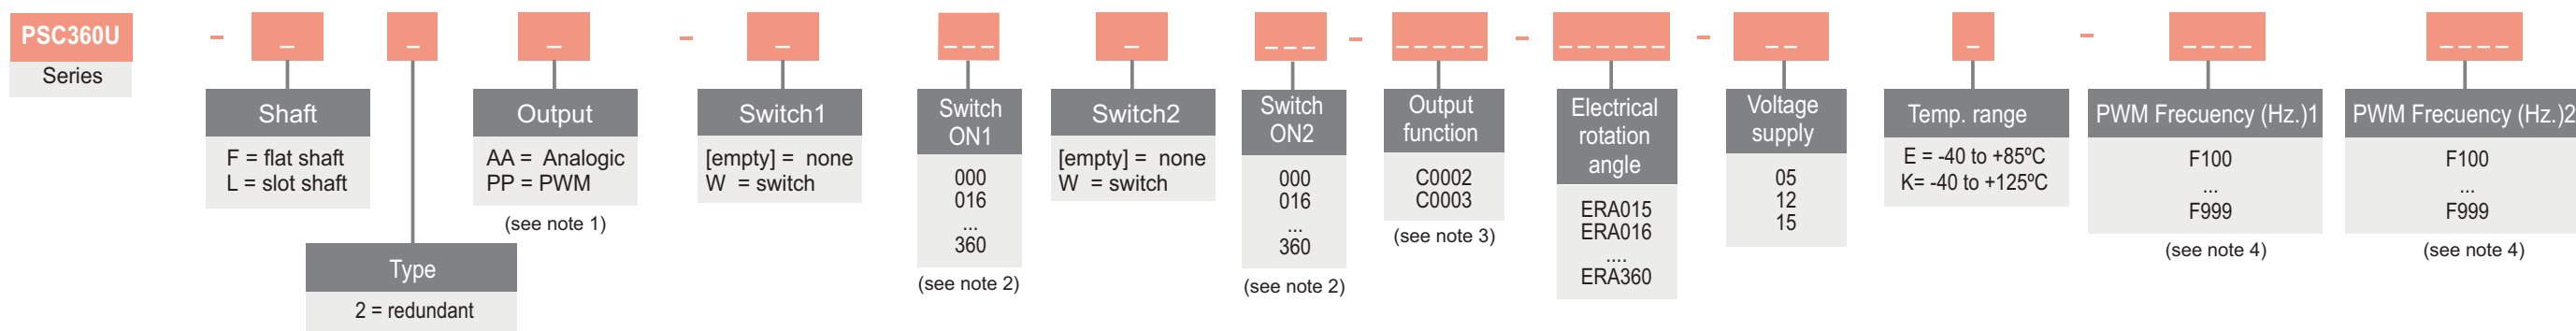 PSC360U - _ _ _ - _ _ _ _ _ _ _ _ - _ _ _ _ _ - _ _ _ _ _ _ - _ _ _ - _ _ _ _ _ _ _ _
Series
Shaft
F = flat shaft
L = slot shaft
Type
2 = redundant
Output
AA = Analogic
PP = PWM
(see note 1)
Switch1
[empty] = none
W = switch
Switch
ON1
000
016
...
360
(see note 2)
Switch2
[empty] = none
W = switch
Switch
ON2
000
016
...
360
(see note 2)
Output
function
C0002
C0003
(see note 3)
Electrical
rotation
angle
ERA015
ERA016
....
ERA360
Voltage
supply
05
12
15
Temp. range
E = -40 to +85ºC
K= -40 to +125ºC
PWM Frecuency (Hz.)1
F100
...
F999
(see note 4)
PWM Frecuency (Hz.)2
F100
...
F999
(see note 4)